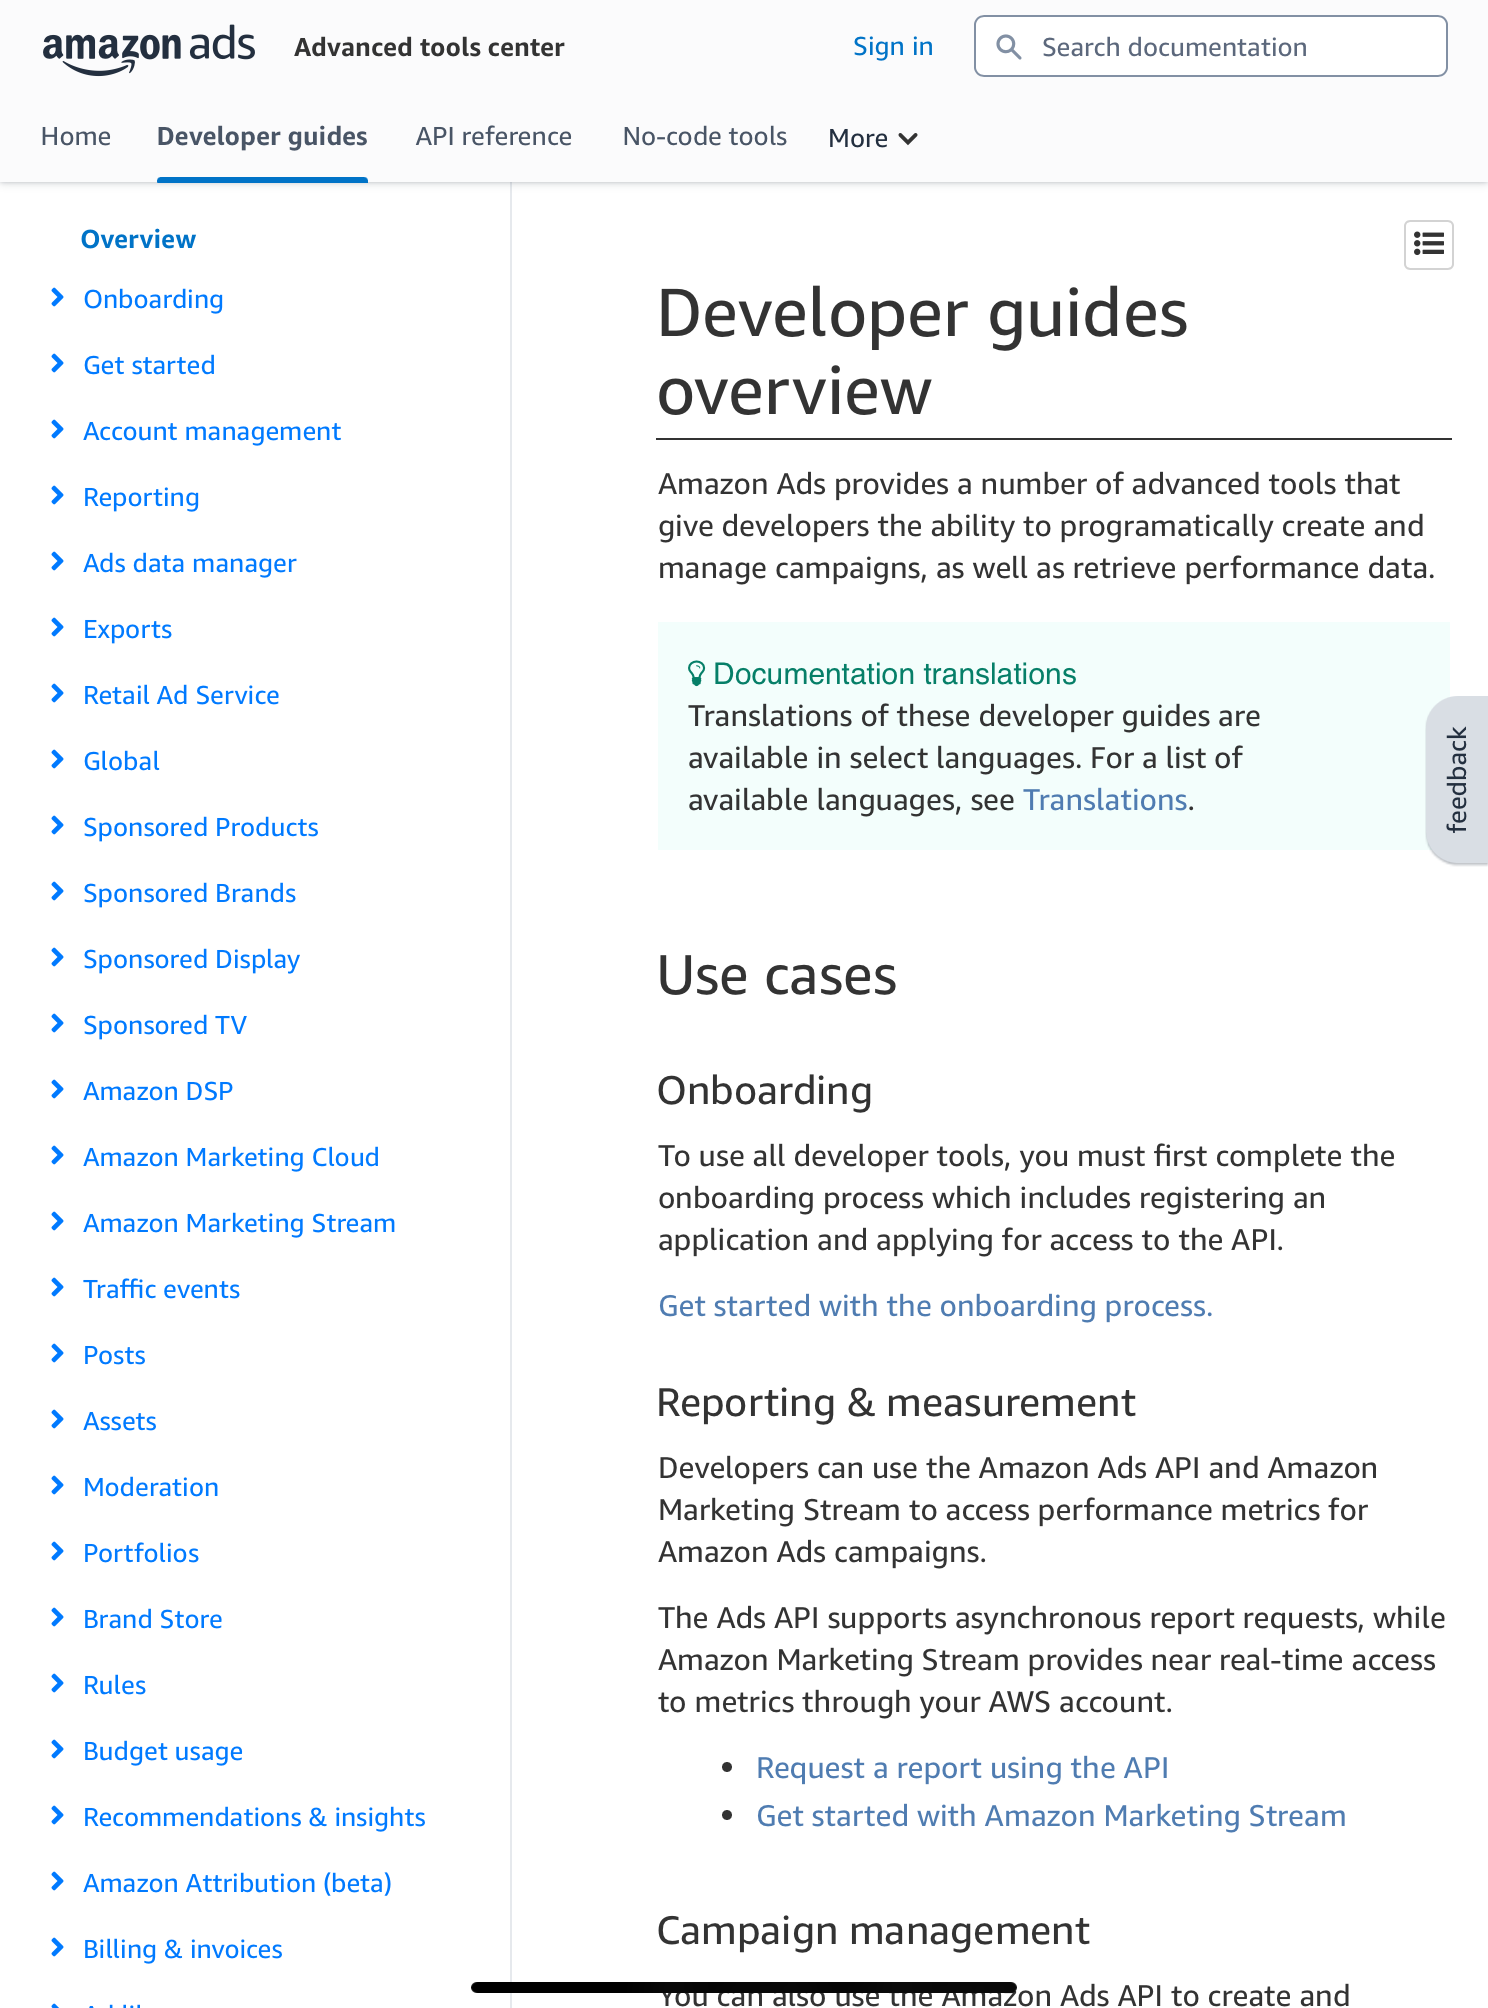 amazon ads
Advanced tools center
Sign in
Search documentation
Home
Developer guides
API reference
No-code tools
More
Overview
Onboarding
Get started
Account management
Reporting
Ads data manager
Exports
Retail Ad Service
Global
Sponsored Products
Sponsored Brands
Sponsored Display
Sponsored TV
Amazon DSP
Amazon Marketing Cloud
Amazon Marketing Stream
Traffic events
Posts
Assets
Moderation
Portfolios
Brand Store
Rules
Budget usage
Recommendations & insights
Amazon Attribution (beta)
Billing & invoices
Developer guides
overview
Amazon Ads provides a number of advanced tools that
give developers the ability to programatically create and
manage campaigns, as well as retrieve performance data.
Documentation translations
Translations of these developer guides are
available in select languages. For a list of
available languages, see Translations.
feedback
Use cases
Onboarding
To use all developer tools, you must first complete the
onboarding process which includes registering an
application and applying for access to the API.
Get started with the onboarding process.
Reporting & measurement
Developers can use the Amazon Ads API and Amazon
Marketing Stream to access performance metrics for
Amazon Ads campaigns.
The Ads API supports asynchronous report requests, while
Amazon Marketing Stream provides near real-time access
to metrics through your AWS account.
• Request a report using the API
• Get started with Amazon Marketing Stream
Campaign management
You can also use the Amazon Ads API to create and